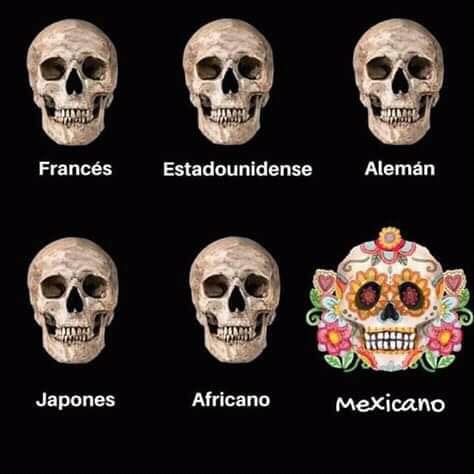 Francés
Estadounidense
Alemán
Japones
Africano
Mexicano